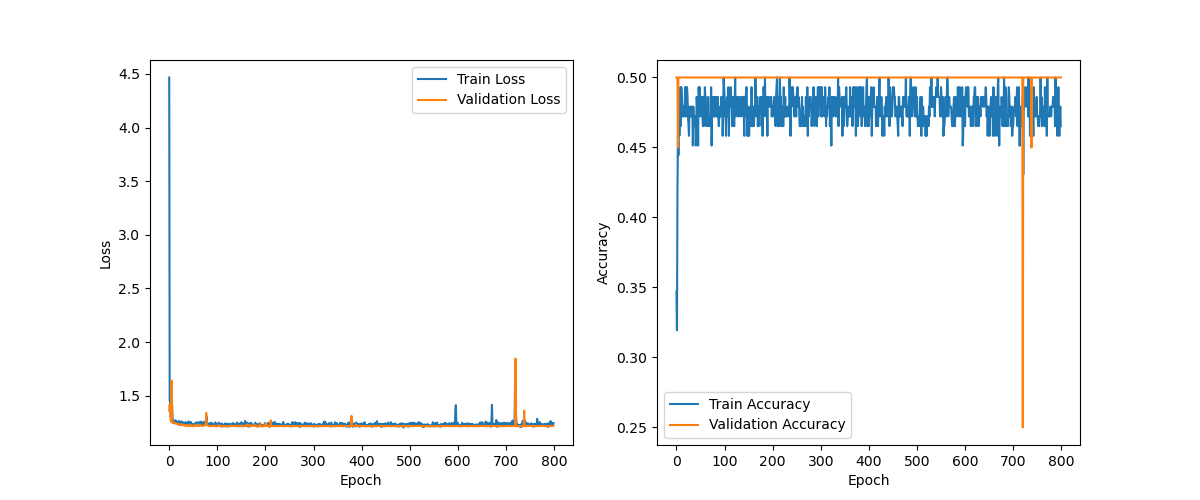 4.5
4.0
3.5
3.0
2.5
2.0
1.5
Loss
0 100 200 300 400 500 600 700 800
Epoch
Train Loss
Validation Loss
0.50
0.45
0.40
0.35
0.30
0.25
Accuracy
0 100 200 300 400 500 600 700 800
Epoch
Train Accuracy
Validation Accuracy